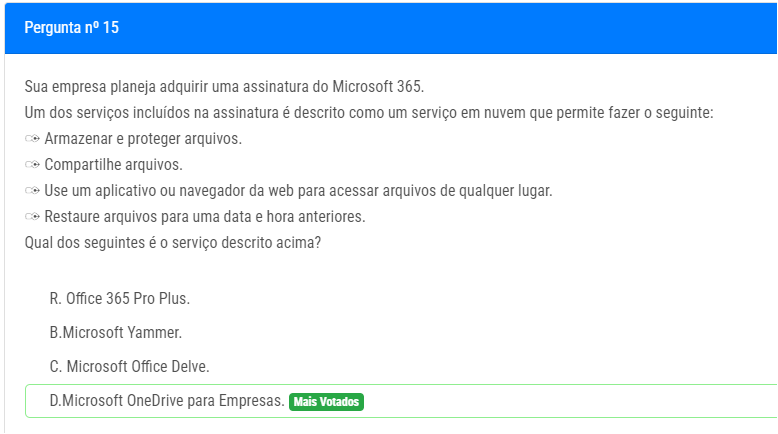 Pergunta nº 15
Sua empresa planeja adquirir uma assinatura do Microsoft 365.
Um dos serviços incluídos na assinatura é descrito como um serviço em nuvem que permite fazer o seguinte:
Armazenar e proteger arquivos.
Compartilhe arquivos.
Use um aplicativo ou navegador da web para acessar arquivos de qualquer lugar.
Restaure arquivos para uma data e hora anteriores.
Qual dos seguintes é o serviço descrito acima?
R. Office 365 Pro Plus.
B.Microsoft Yammer.
C. Microsoft Office Delve.
D.Microsoft OneDrive para Empresas. Mais Votados